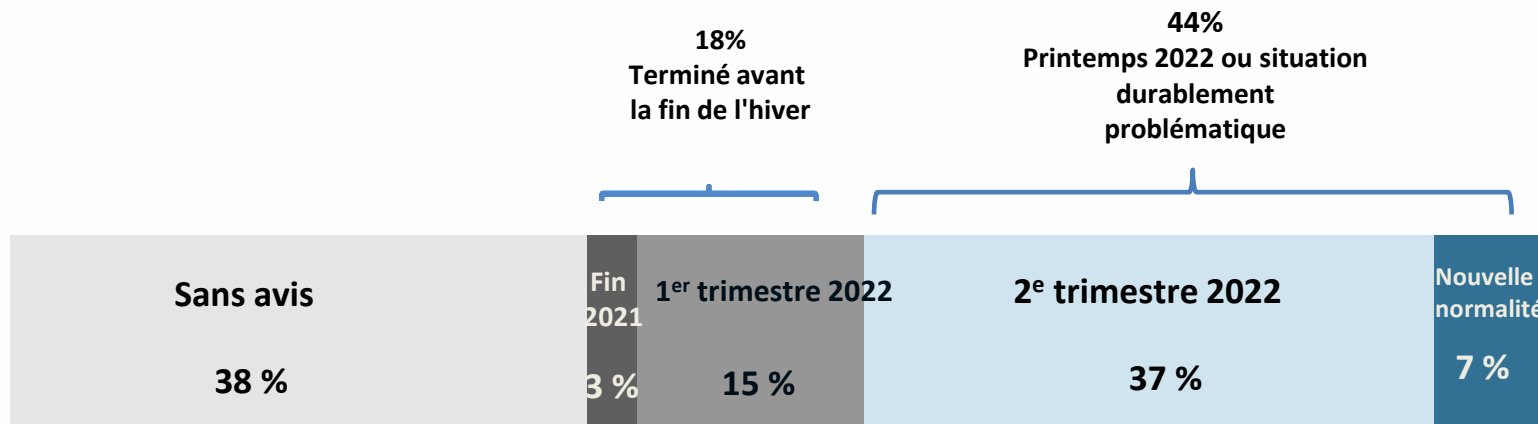 18%
Terminé avant
la fin de l'hiver
44%
Printemps 2022 ou situation
durablement
problématique
Sans avis
38 %
Fin
2021
3 %
1er trimestre 2022
15 %
2e trimestre 2022
37 %
Nouvelle
normalité
7 %